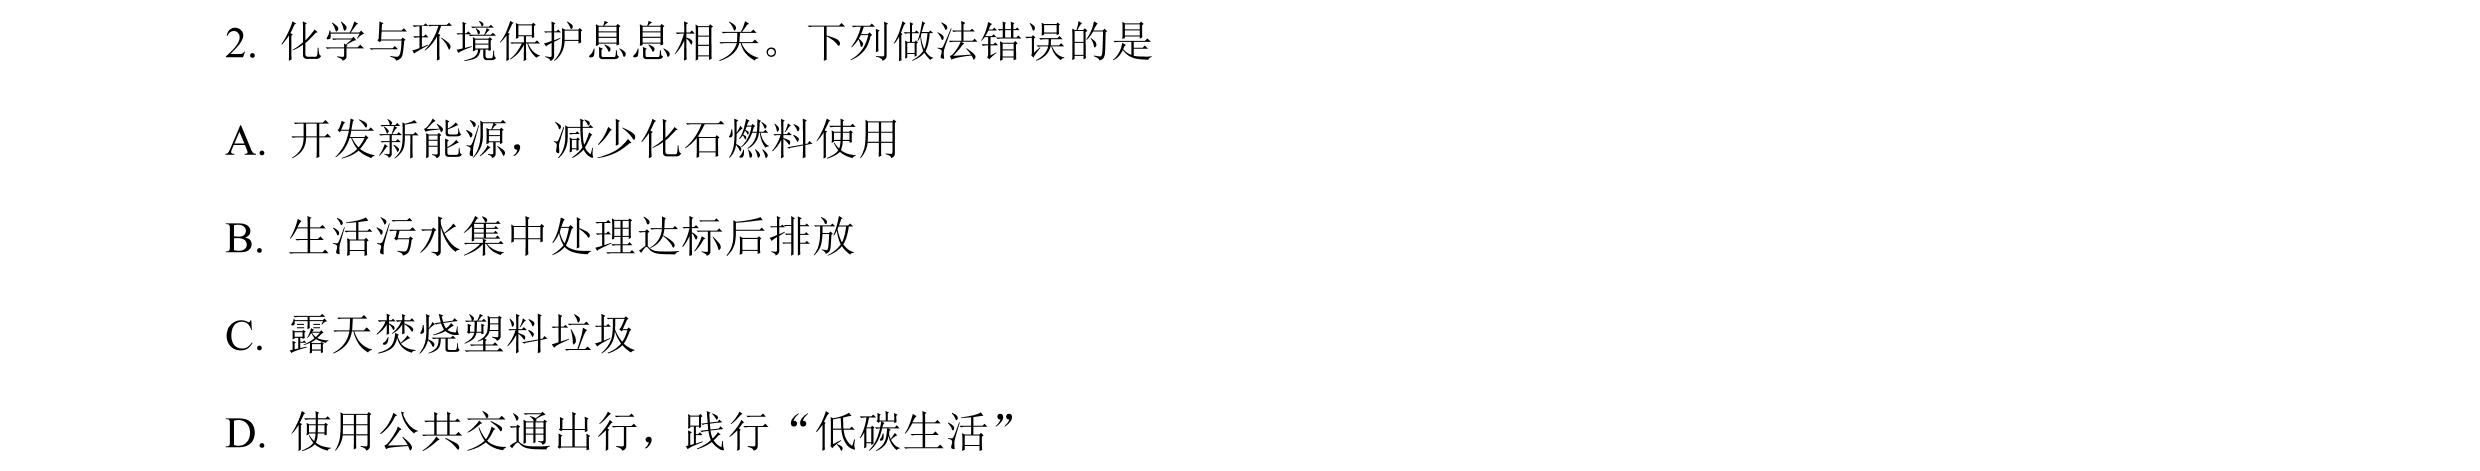 2. 化学与环境保护息息相关。下列做法错误的是
A. 开发新能源，减少化石燃料使用
B. 生活污水集中处理达标后排放
C. 露天焚烧塑料垃圾
D. 使用公共交通出行，践行“低碳生活”